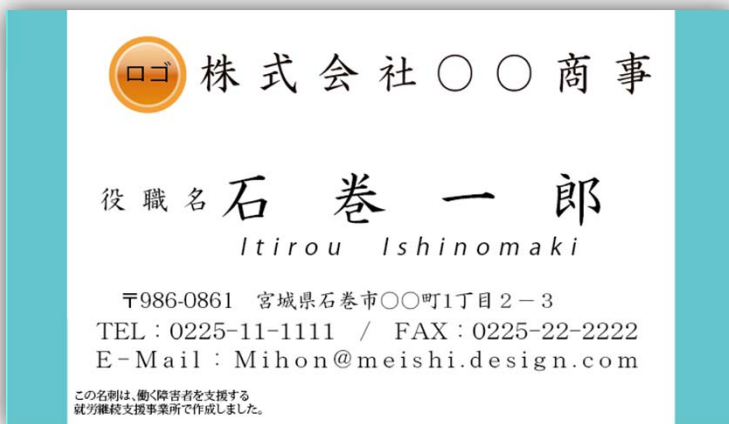 ロゴ 株式会社〇〇商事
役職名 石巻一郎
Itirou Ishinomaki
〒986-0861 宮城県石巻市〇〇町1丁目２－３
TEL：0225-11-1111 / FAX：0225-22-2222
E-Mail：Mihon@meishi.design.com
この名刺は、働く障害者を支援する
就労継続支援事業所で作成しました。